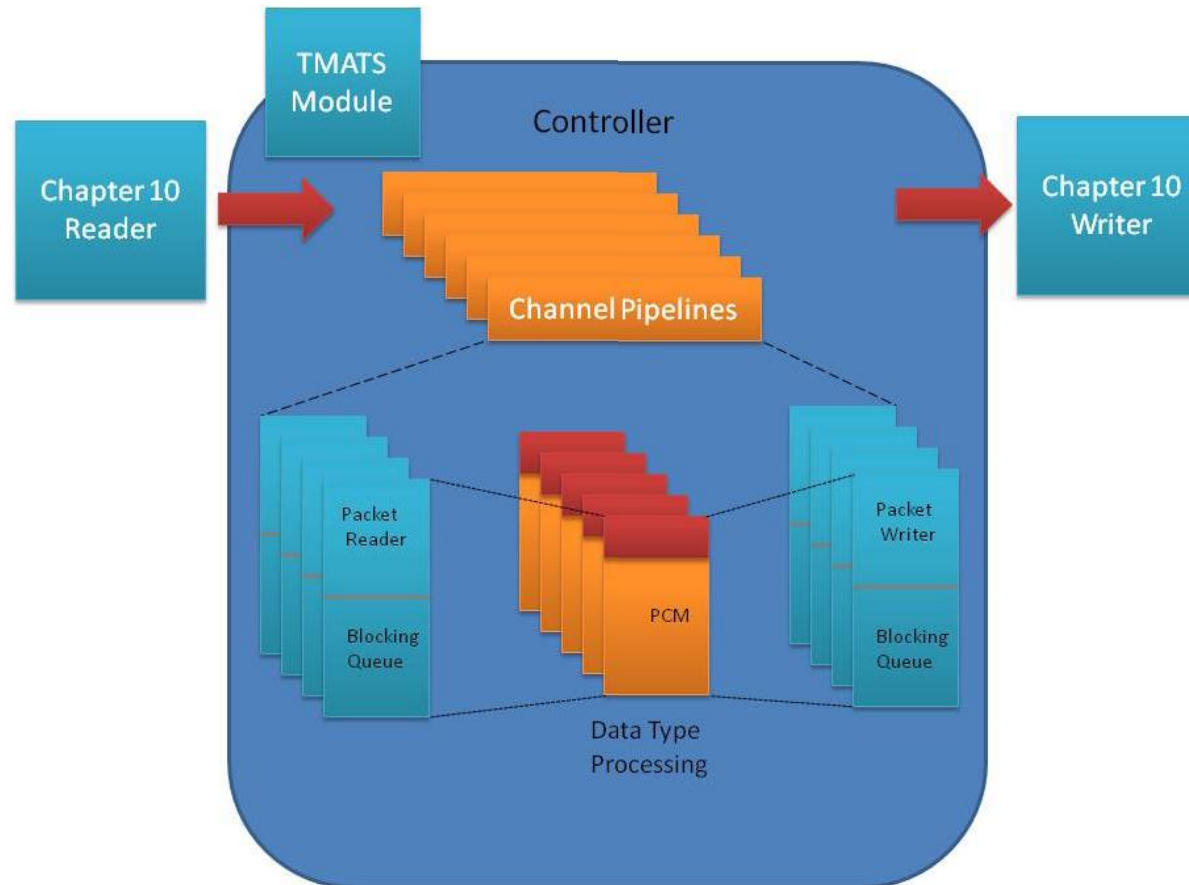 TMATS
Module
Controller
Chapter 10
Reader
Chapter 10
Writer
Channel Pipelines
Packet
Reader
Blocking
Queue
PCM
Packet
Writer
Blocking
Queue
Data Type
Processing